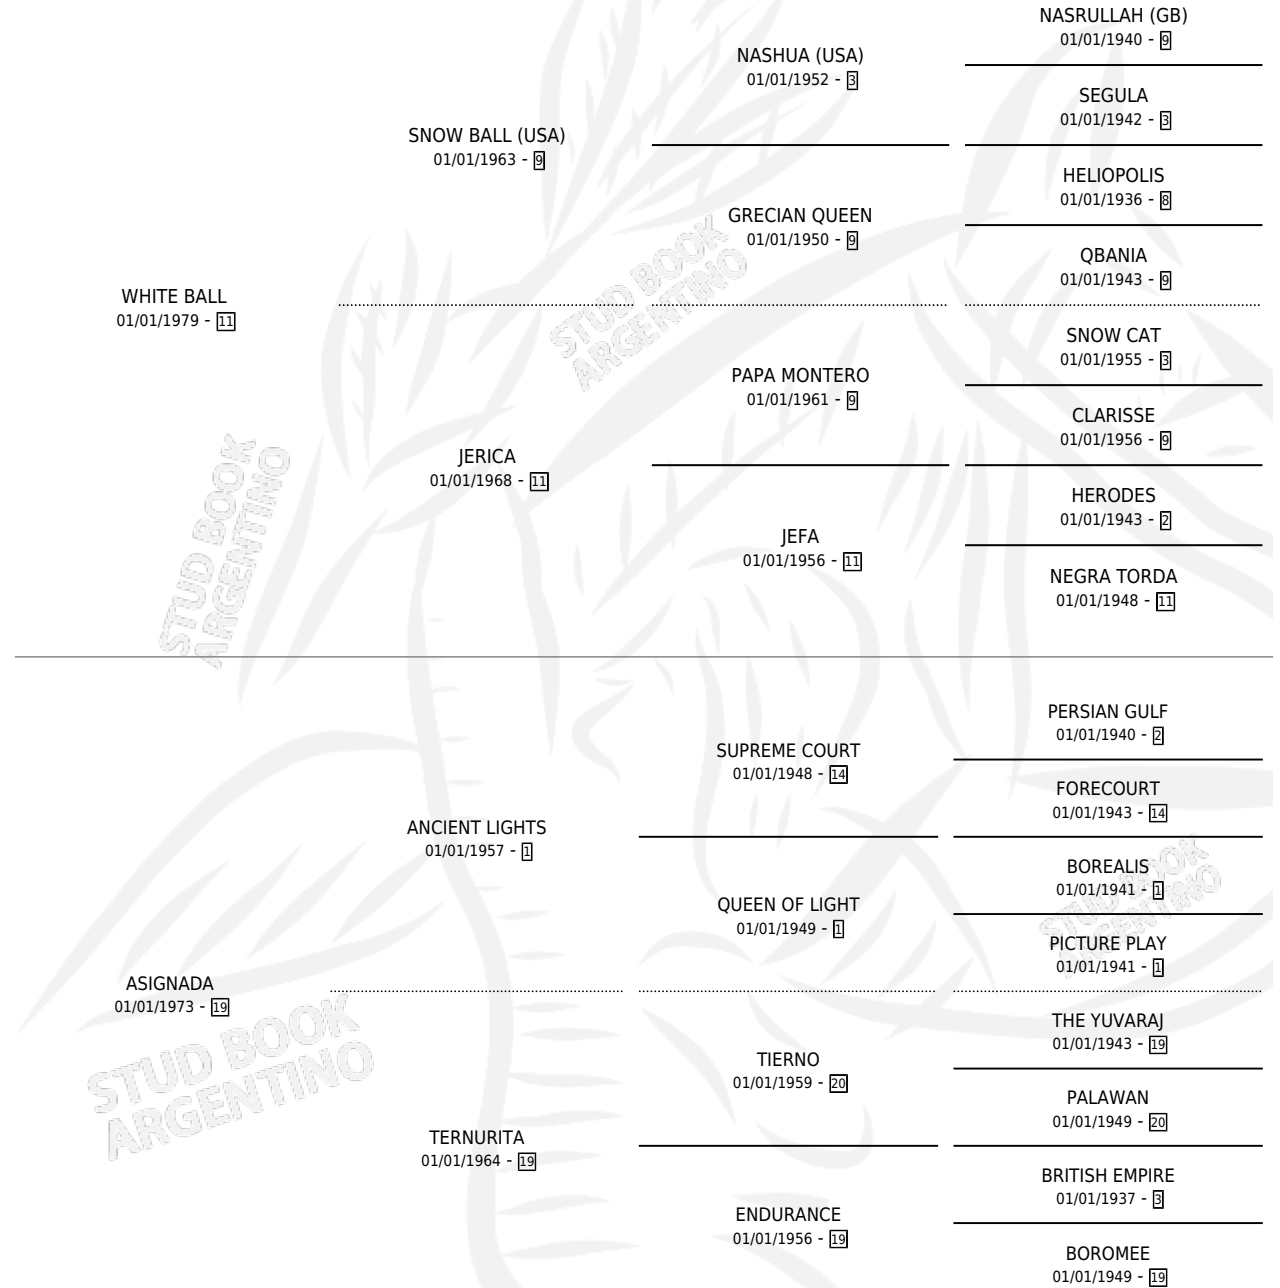 WHITE BALL
01/01/1979 - 11
SNOW BALL (USA)
01/01/1963 - 9
JERICA
01/01/1968 - 11
NASHUA (USA)
01/01/1952 - 3
GRECIAN QUEEN
01/01/1950 - 9
PAPA MONTERO
01/01/1961 - 9
JEFA
01/01/1956 - 11
NASRULLAH (GB)
01/01/1940 - 9
SEGULA
01/01/1942 - 3
HELIOPOLIS
01/01/1936 - 8
QBANIA
01/01/1943 - 9
SNOW CAT
01/01/1955 - 3
CLARISSE
01/01/1956 - 9
HERODES
01/01/1943 - 2
NEGRA TORDA
01/01/1948 - 11
ASIGNADA
01/01/1973 - 19
ANCIENT LIGHTS
01/01/1957 - 1
TERNURITA
01/01/1964 - 19
SUPREME COURT
01/01/1948 - 14
QUEEN OF LIGHT
01/01/1949 - 1
TIERNO
01/01/1959 - 20
ENDURANCE
01/01/1956 - 19
PERSIAN GULF
01/01/1940 - 2
FORECOURT
01/01/1943 - 14
BOREALIS
01/01/1941 - 1
PICTURE PLAY
01/01/1941 - 1
THE YUVARAJ
01/01/1943 - 19
PALAWAN
01/01/1949 - 20
BRITISH EMPIRE
01/01/1937 - 3
BOROMEE
01/01/1949 - 19
STUD BOOK
ARGENTINO
STUD BOOK
ARGENTINO
STUD BOOK
ARGENTINO
STUD BOOK
ARGENTINO